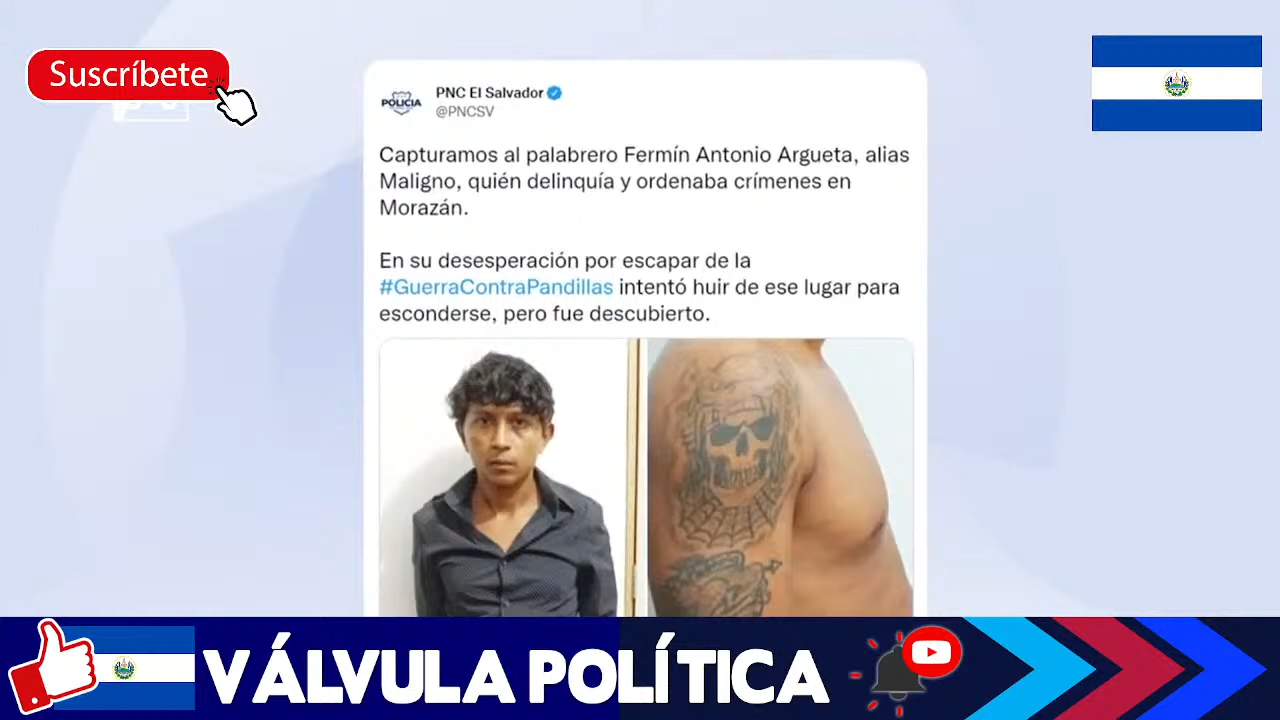 Suscríbete
PNC El Salvador
POLICIA
@PNCSV
Capturamos al palabrero Fermín Antonio Argueta, alias
Maligno, quién delinquía y ordenaba crímenes en
Morazán.
En su desesperación por escapar de la
#GuerraContraPandillas intentó huir de ese lugar para
esconderse, pero fue descubierto.
VÁLVULA POLÍTICA